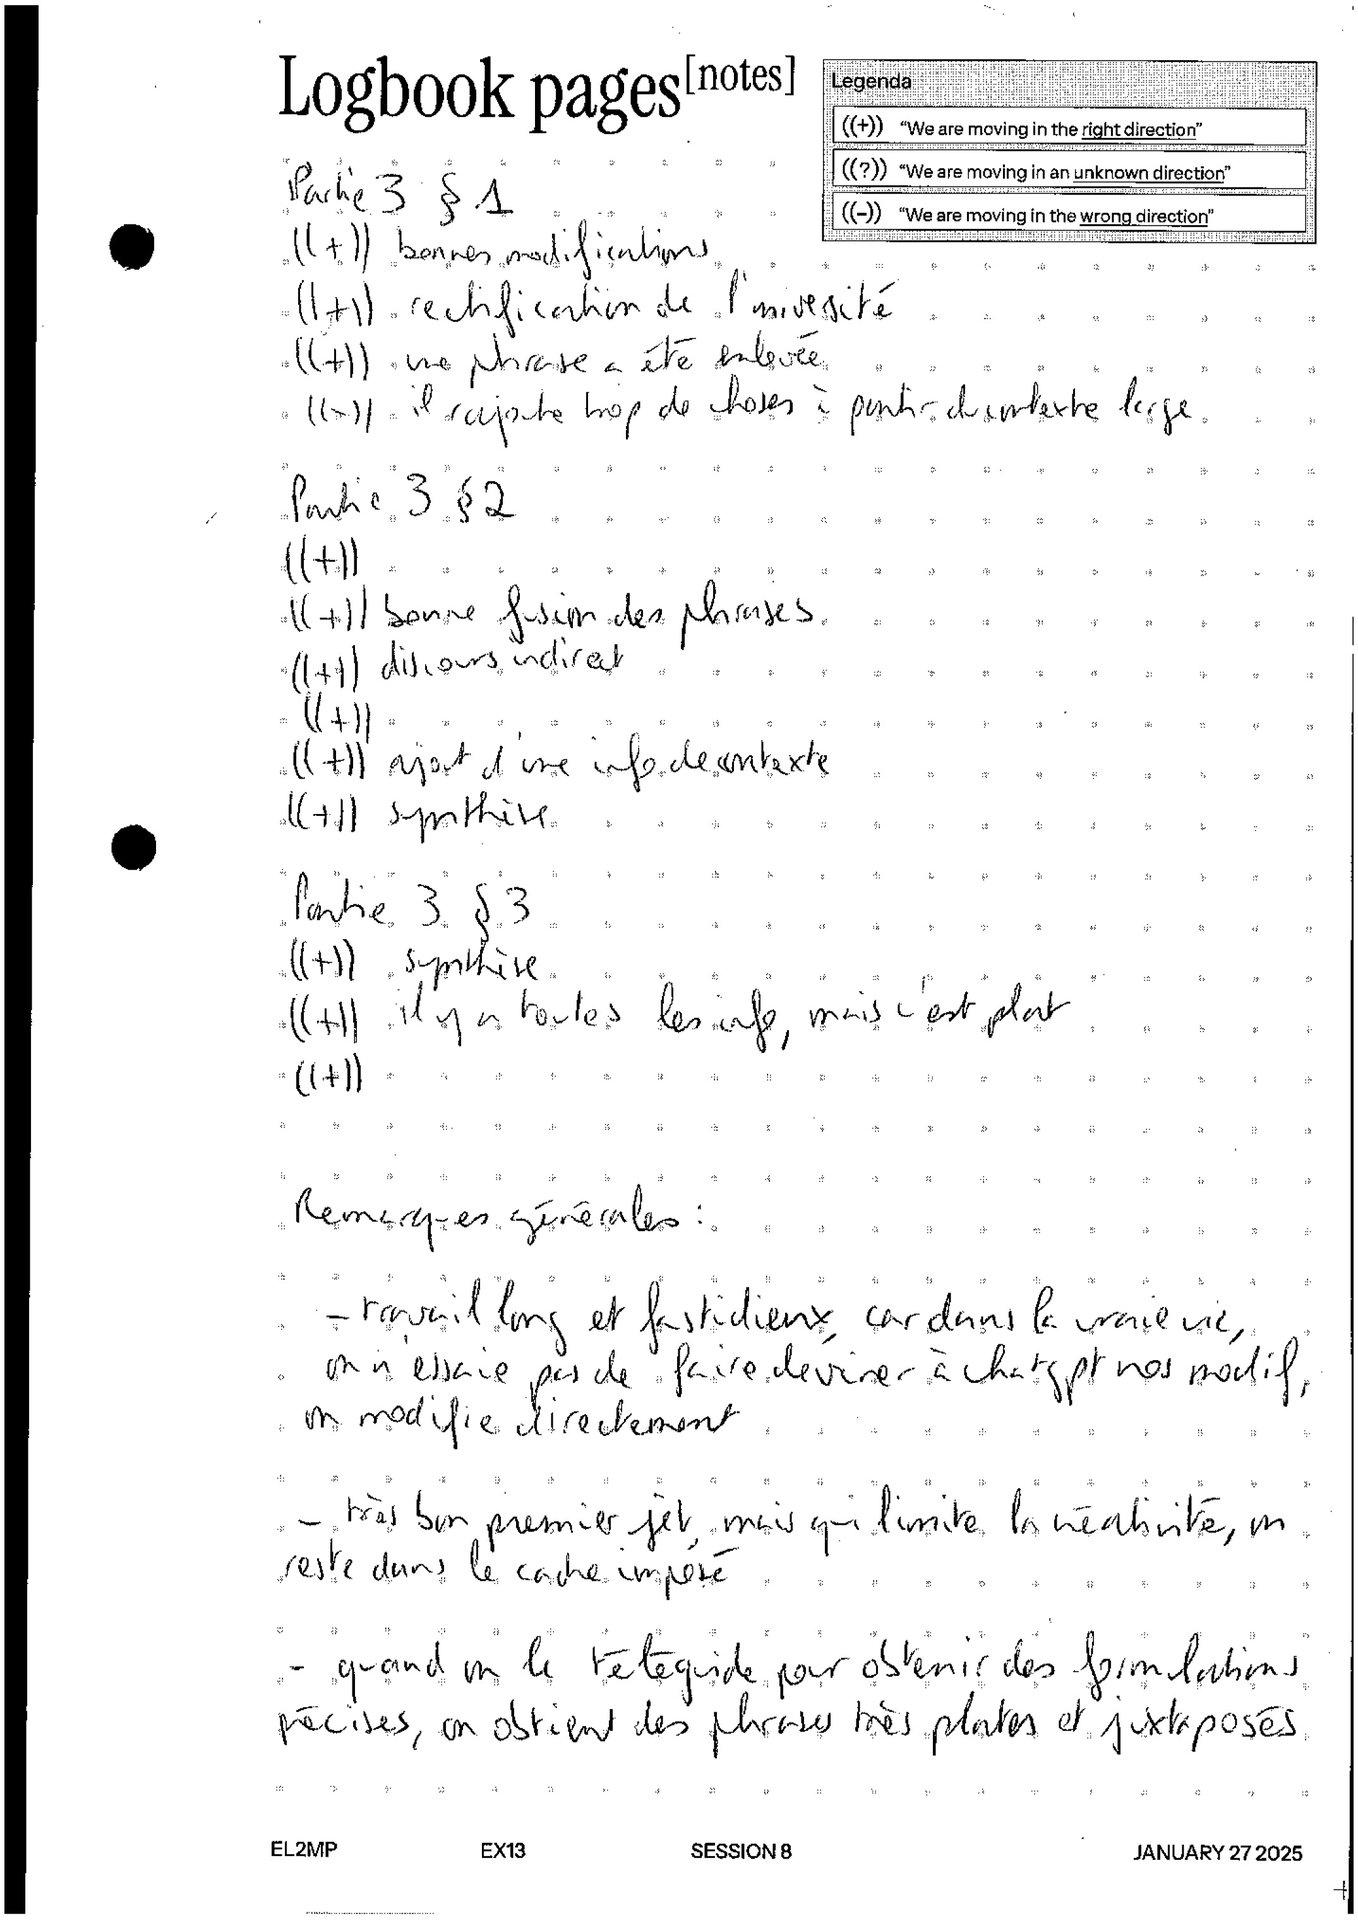 Logbook pages[notes]
Legenda
((+)) “We are moving in the right direction”
((?)) “We are moving in an unknown direction”
((–)) “We are moving in the wrong direction”
Partie 3 § 1
((+)) bonnes modifications
((+)) rectification de l'université
((+)) une phrase a été enlevée
((-)) il rajoute trop de choses à partir du contexte large
Partie 3 § 2
((+))
((+)) bonne fusion des phrases
((+)) discours indirect
((+))
((+)) ajout d'une info de contexte
((+)) synthèse
Partie 3 § 3
((+)) synthèse
((+)) il y a toutes les info, mais c'est plat
((+))
Remarques générales :
– travail long et fastidieux, car dans la vraie vie,
on n'essaie pas de faire deviner à chatgpt nos modif,
on modifie directement
– très bon premier jet, mais qui limite la créativité, on
reste dans le cadre imposé
- quand on le téléguide pour obtenir des formulations
précises, on obtient des phrases très plates et juxtaposés
EL2MP EX13 SESSION 8 JANUARY 27 2025